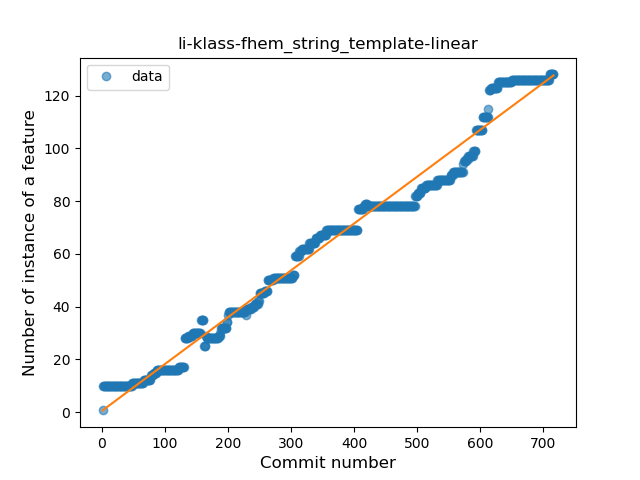 li-klass-fhem_string_template-linear
data
Number of instance of a feature
120
100
80
60
40
20
0
0 100 200 300 400 500 600 700
Commit number